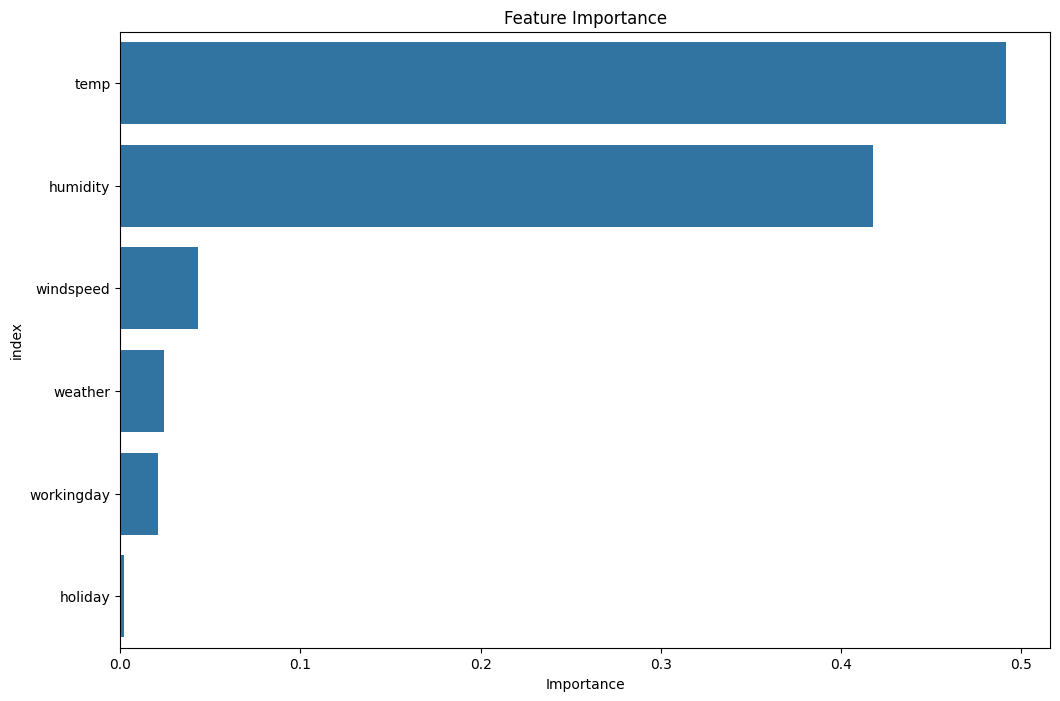 Feature Importance
temp
humidity
windspeed
weather
workingday
holiday
index
0.0 0.1 0.2 0.3 0.4 0.5
Importance